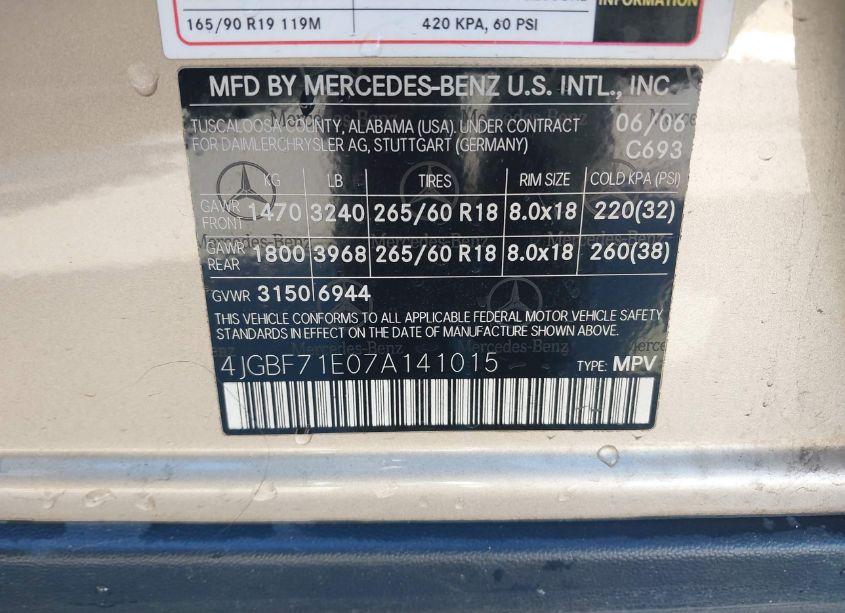 INFORMATION
165/90 R19 119M 420 KPA, 60 PSI
MFD BY MERCEDES-BENZ U.S. INTL., INC
TUSCALOOSA COUNTY, ALABAMA (USA). UNDER CONTRACT 06/06
FOR DAIMLERCHRYSLER AG, STUTTGART (GERMANY) C693
KG LB TIRES RIM SIZE COLD KPA (PSI)
GAWR FRONT 1470 3240 265/60 R18 8.0x18 220(32)
GAWR REAR 1800 3968 265/60 R18 8.0x18 260(38)
GVWR 3150 6944
THIS VEHICLE CONFORMS TO ALL APPLICABLE FEDERAL MOTOR VEHICLE SAFETY
STANDARDS IN EFFECT ON THE DATE OF MANUFACTURE SHOWN ABOVE.
4JGBF71E07A141015 TYPE: MPV